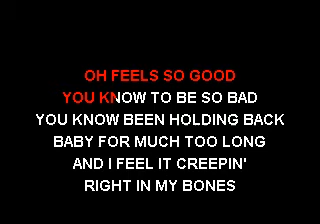 OH FEELS SO GOOD
YOU KNOW TO BE SO BAD
YOU KNOW BEEN HOLDING BACK
BABY FOR MUCH TOO LONG
AND I FEEL IT CREEPIN'
RIGHT IN MY BONES